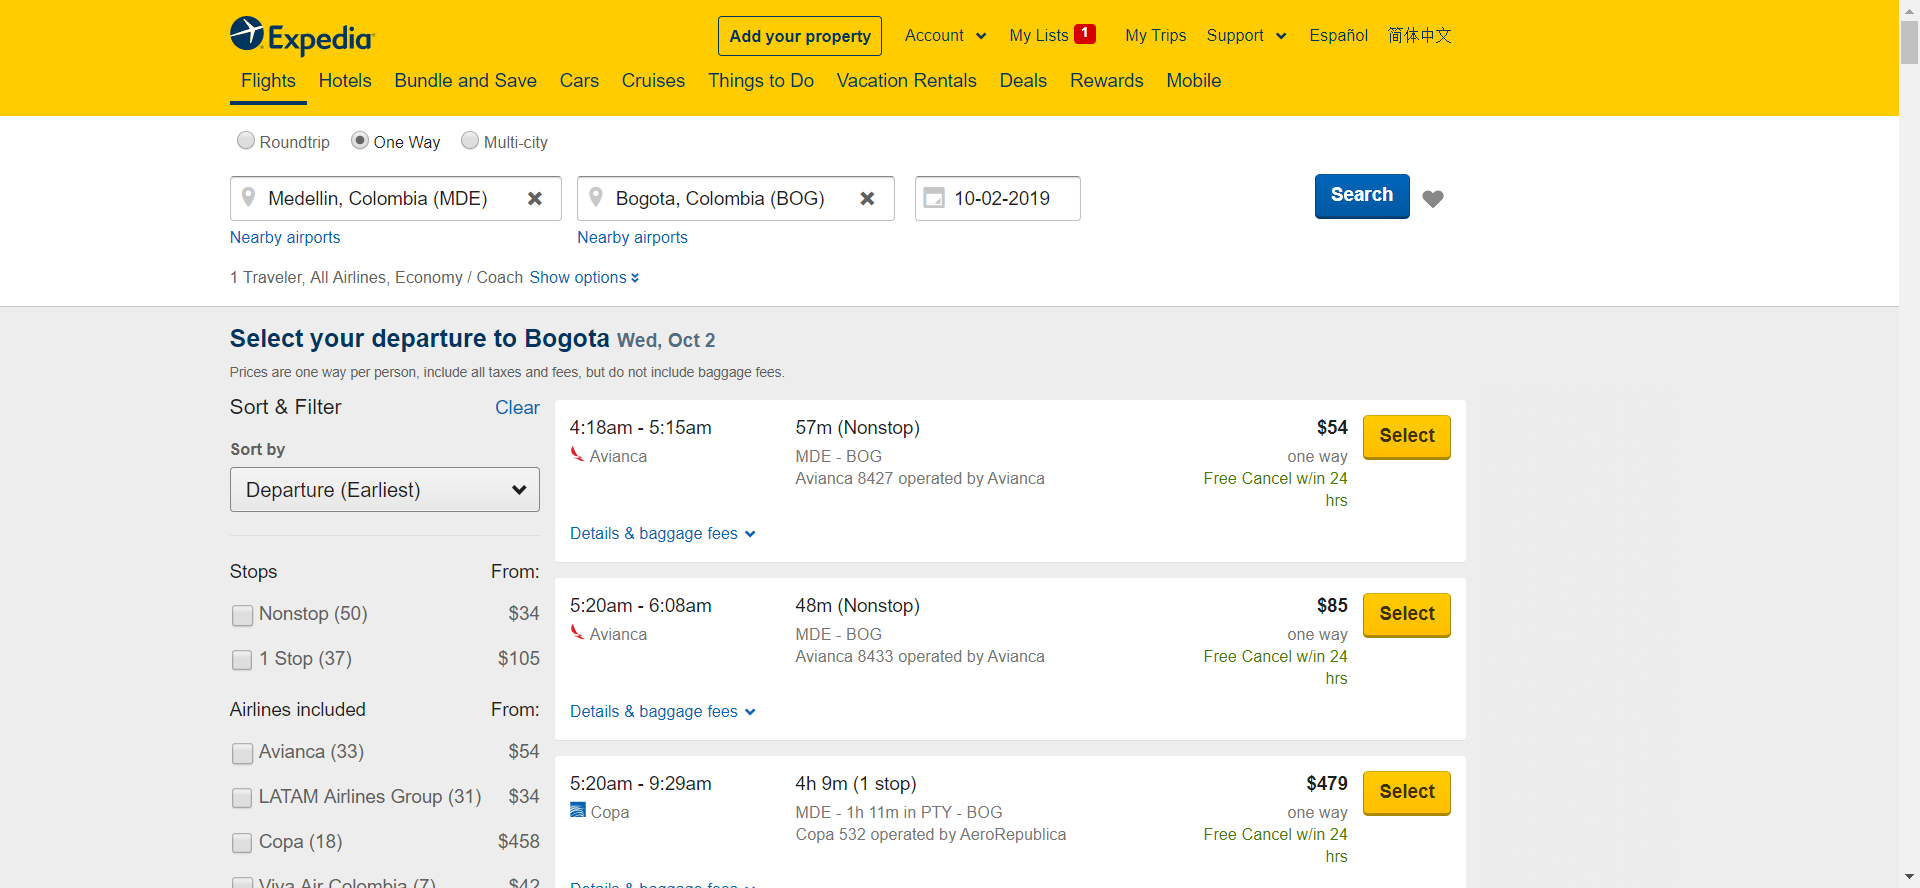 Expedia
Add your property
Account
My Lists 1
My Trips
Support
Español
简体中文
Flights
Hotels
Bundle and Save
Cars
Cruises
Things to Do
Vacation Rentals
Deals
Rewards
Mobile
Roundtrip
One Way
Multi-city
Medellin, Colombia (MDE)
Bogota, Colombia (BOG)
10-02-2019
Search
Nearby airports
Nearby airports
1 Traveler, All Airlines, Economy / Coach Show options
Select your departure to Bogota Wed, Oct 2
Prices are one way per person, include all taxes and fees, but do not include baggage fees.
Sort & Filter
Clear
Sort by
Departure (Earliest)
Stops From:
Nonstop (50) $34
1 Stop (37) $105
Airlines included From:
Avianca (33) $54
LATAM Airlines Group (31) $34
Copa (18) $458
Viva Air Colombia (7) $42
4:18am - 5:15am
Avianca
57m (Nonstop)
MDE - BOG
Avianca 8427 operated by Avianca
$54
one way
Free Cancel w/in 24
hrs
Select
Details & baggage fees
5:20am - 6:08am
Avianca
48m (Nonstop)
MDE - BOG
Avianca 8433 operated by Avianca
$85
one way
Free Cancel w/in 24
hrs
Select
Details & baggage fees
5:20am - 9:29am
Copa
4h 9m (1 stop)
MDE - 1h 11m in PTY - BOG
Copa 532 operated by AeroRepublica
$479
one way
Free Cancel w/in 24
hrs
Select
Details & baggage fees